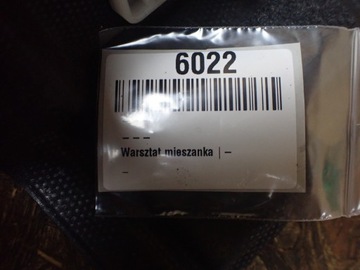 6022
– – –
Warsztat mieszanka | –
–